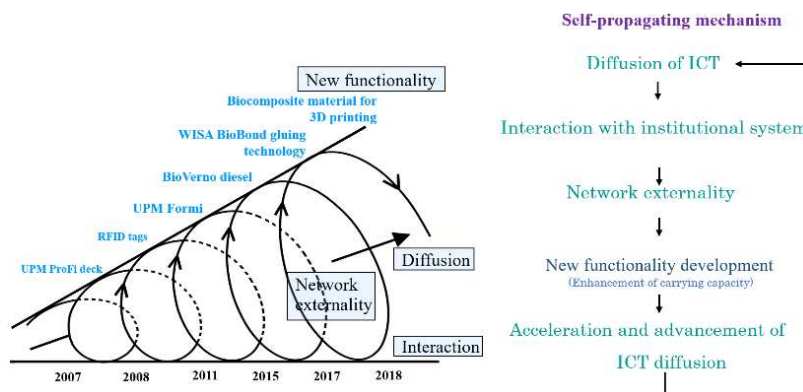 New functionality
Biocomposite material for
3D printing
WISA BioBond gluing
technology
BioVerno diesel
UPM Formi
RFID tags
UPM ProFi deck
Network
externality
Diffusion
Interaction
2007 2008 2011 2015 2017 2018
Self-propagating mechanism
Diffusion of ICT
Interaction with institutional system
Network externality
New functionality development
(Enhancement of carrying capacity)
Acceleration and advancement of
ICT diffusion